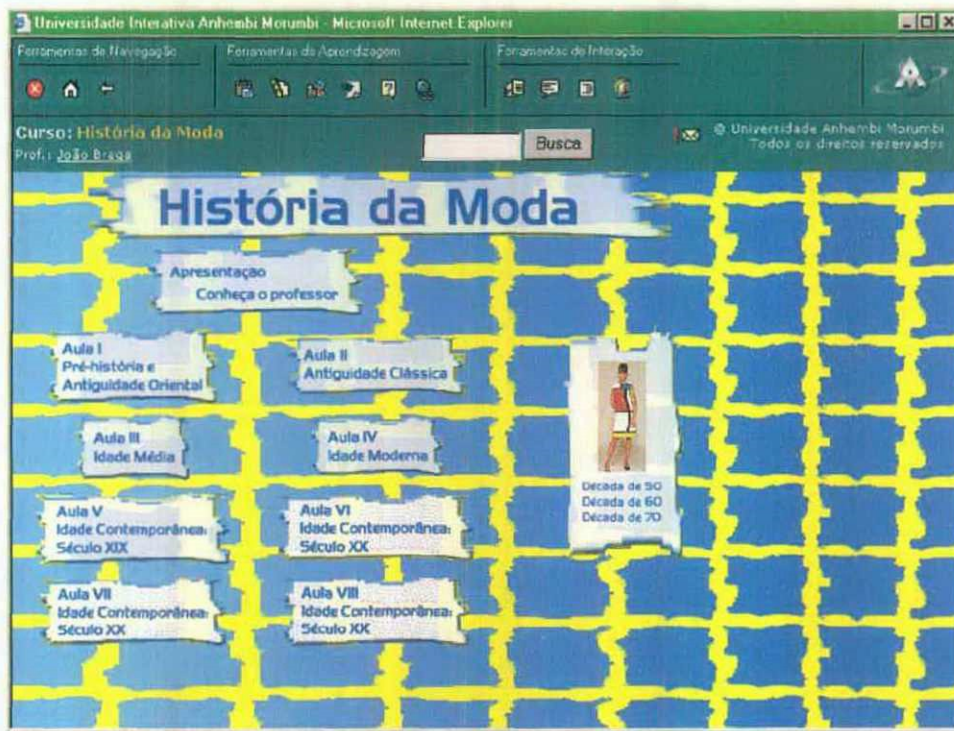 Universidade Interativa Anhembi Morumbi - Microsoft Internet Explorer
Ferramentas de Navegação
Ferramentas de Aprendizagem
Ferramentas de Interação
Curso: História da Moda
Prof.: João Braga
Busca
© Universidade Anhembi Morumbi
Todos os direitos reservados
História da Moda
Apresentação
Conheça o professor
Aula I
Pré-história e
Antiguidade Oriental
Aula II
Antiguidade Clássica
Aula III
Idade Média
Aula IV
Idade Moderna
Aula V
Idade Contemporânea:
Século XIX
Aula VI
Idade Contemporânea:
Século XX
Aula VII
Idade Contemporânea:
Século XX
Aula VIII
Idade Contemporânea:
Século XX
Década de 50
Década de 60
Década de 70